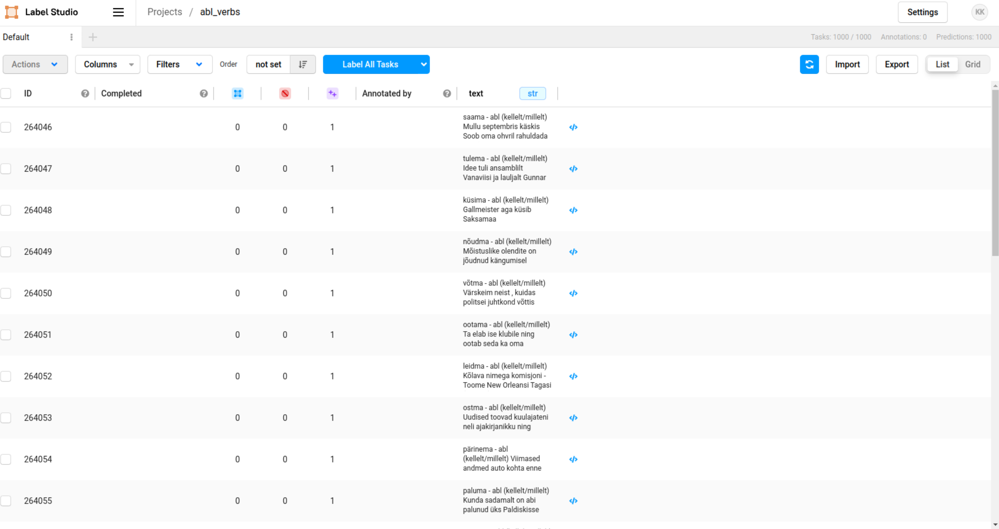 Label Studio
Projects / abl_verbs
Settings
KK
Default
Tasks: 1000 / 1000 Annotations: 0 Predictions: 1000
Actions Columns Filters Order not set Label All Tasks Import Export List Grid
ID Completed Annotated by text str
264046 0 0 1
saama - abl (kellelt/millelt)
Mullu septembris käskis
Soob oma ohvril rahuldada
264047 0 0 1
tulema - abl (kellelt/millelt)
Idee tuli ansamblilt
Vanaviisi ja lauljalt Gunnar
264048 0 0 1
küsima - abl (kellelt/millelt)
Gallmeister aga küsib
Saksamaa
264049 0 0 1
nõudma - abl (kellelt/millelt)
Mõistuslike olendite on
jõudnud kängumisel
264050 0 0 1
võtma - abl (kellelt/millelt)
Värskeim neist , kuidas
politsei juhtkond võttis
264051 0 0 1
ootama - abl (kellelt/millelt)
Ta elab ise klubile ning
ootab seda ka oma
264052 0 0 1
leidma - abl (kellelt/millelt)
Kõlava nimega komisjoni -
Toome New Orleansi Tagasi
264053 0 0 1
ostma - abl (kellelt/millelt)
Uudised toovad kuulajateni
neli ajakirjanikku ning
264054 0 0 1
pärinema - abl
(kellelt/millelt) Viimased
andmed auto kohta enne
264055 0 0 1
paluma - abl (kellelt/millelt)
Kunda sadamalt on abi
palunud üks Paldiskisse